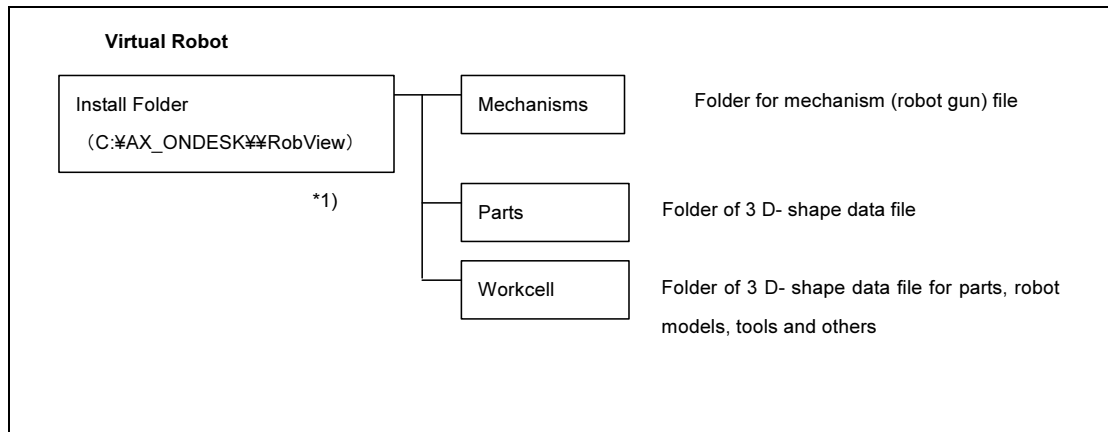 Virtual Robot
Install Folder
（C:¥AX_ONDESK¥¥RobView）
*1)
Mechanisms
Folder for mechanism (robot gun) file
Parts
Folder of 3 D- shape data file
Workcell
Folder of 3 D- shape data file for parts, robot
models, tools and others